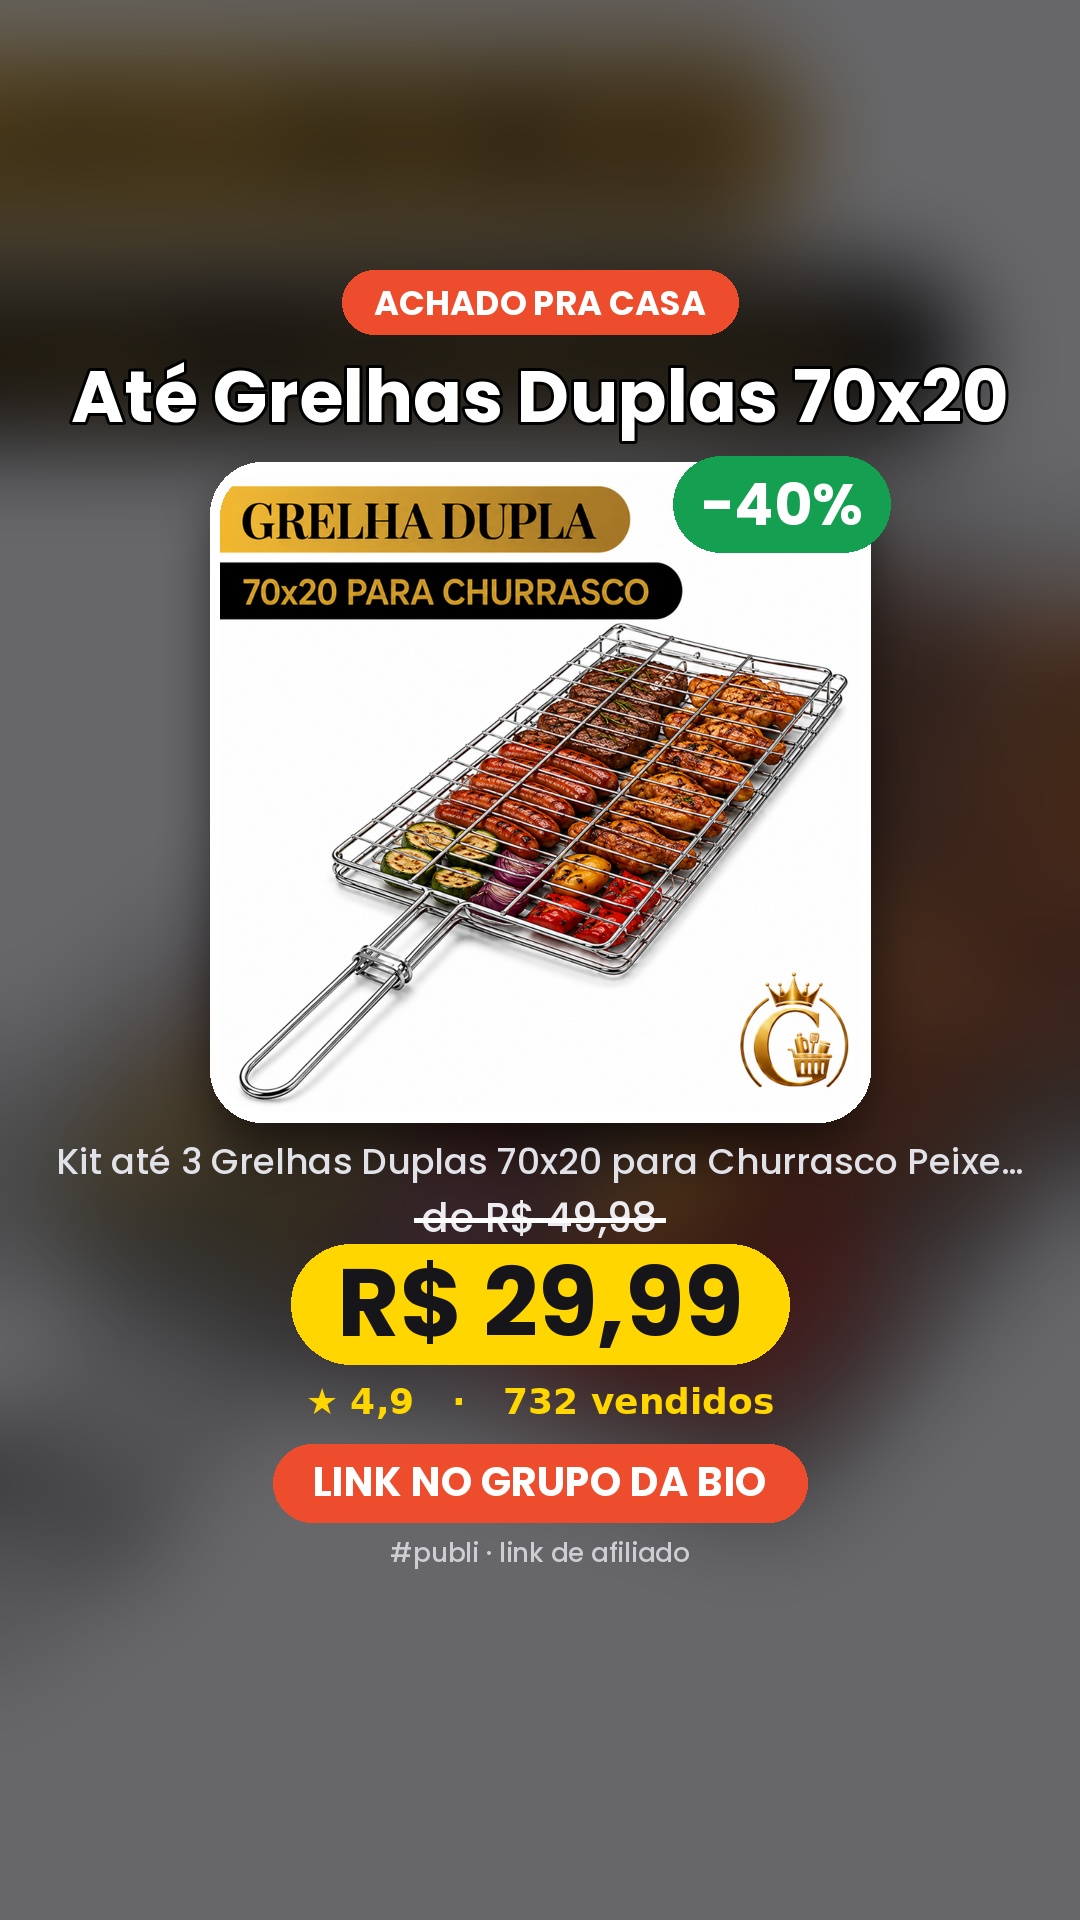 ACHADO PRA CASA
Até Grelhas Duplas 70x20
-40%
GRELHA DUPLA
70x20 PARA CHURRASCO
Kit até 3 Grelhas Duplas 70x20 para Churrasco Peixe...
de R$ 49,98
R$ 29,99
★ 4,9 · 732 vendidos
LINK NO GRUPO DA BIO
#publi · link de afiliado